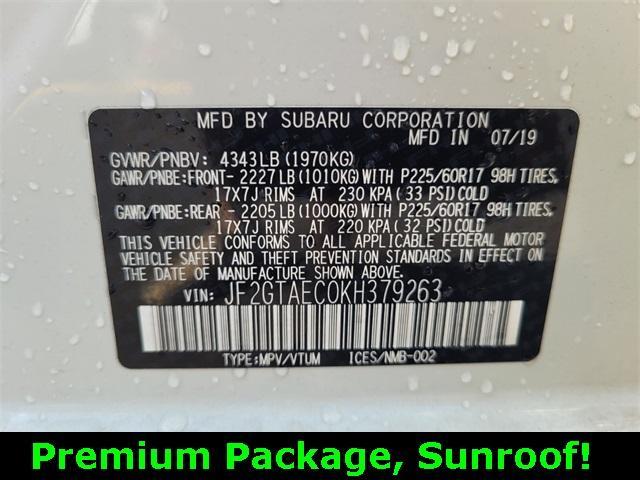 MFD BY SUBARU CORPORATION
MFD IN 07/19
GVWR/PNBV: 4343LB (1970KG)
GAWR/PNBE:FRONT- 2227 LB (1010KG) WITH P225/60R17 98H TIRES,
17X7J RIMS AT 230 KPA (33 PSI) COLD
GAWR/PNBE:REAR - 2205 LB (1000KG) WITH P225/60R17 98H TIRES,
17X7J RIMS AT 220 KPA (32 PSI) COLD
THIS VEHICLE CONFORMS TO ALL APPLICABLE FEDERAL MOTOR
VEHICLE SAFETY AND THEFT PREVENTION STANDARDS IN EFFECT ON THE
DATE OF MANUFACTURE SHOWN ABOVE.
VIN: JF2GTAEC0KH379263
TYPE:MPV/VTUM ICES/NMB-002
Premium Package, Sunroof!